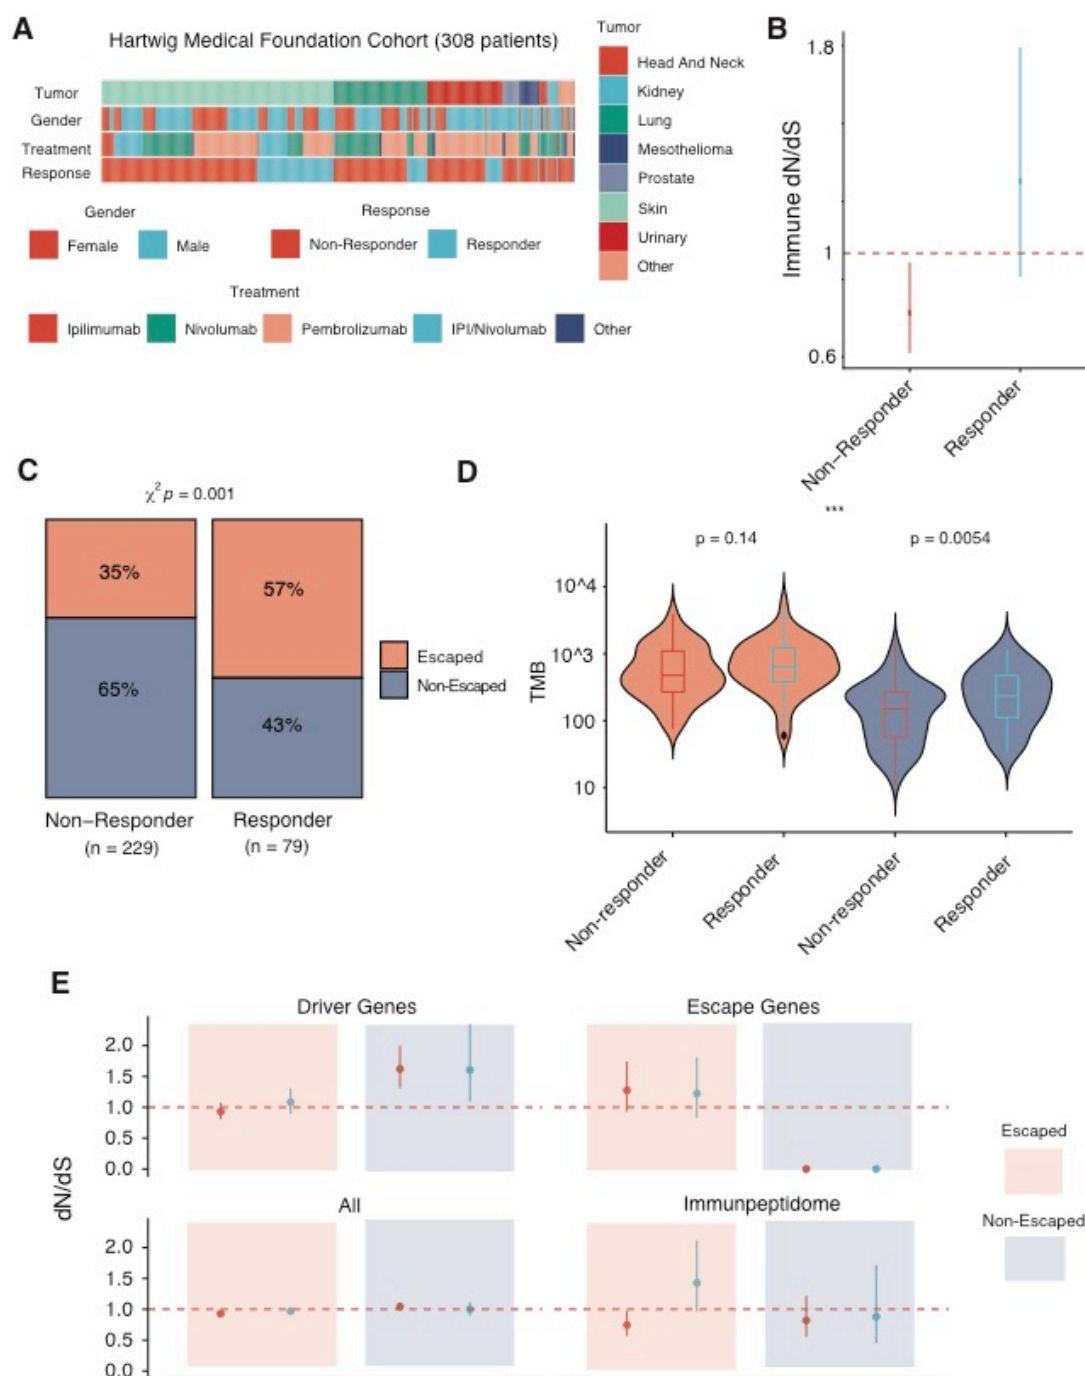 A
Hartwig Medical Foundation Cohort (308 patients)
Tumor
Gender
Treatment
Response
Gender
Female
Male
Response
Non-Responder
Responder
Treatment
Ipilimumab
Nivolumab
Pembrolizumab
IPI/Nivolumab
Other
Tumor
Head And Neck
Kidney
Lung
Mesothelioma
Prostate
Skin
Urinary
Other
B
Immune dN/dS
1.8
1
0.6
Non-Responder
Responder
C
χ² p = 0.001
35%
57%
65%
43%
Non-Responder
(n = 229)
Responder
(n = 79)
Escaped
Non-Escaped
D
***
p = 0.14
p = 0.0054
TMB
10^4
10^3
100
10
Non-responder
Responder
Non-responder
Responder
E
dN/dS
Driver Genes
Escape Genes
2.0
1.5
1.0
0.5
0.0
All
Immunpeptidome
2.0
1.5
1.0
0.5
0.0
Escaped
Non-Escaped